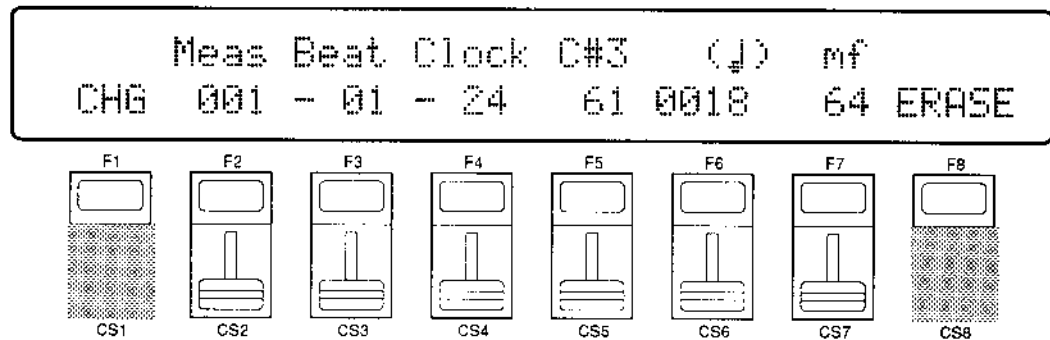 Meas Beat Clock C#3 (♩) mf
CHG 001 - 01 - 24 61 0018 64 ERASE
F1 F2 F3 F4 F5 F6 F7 F8
CS1 CS2 CS3 CS4 CS5 CS6 CS7 CS8